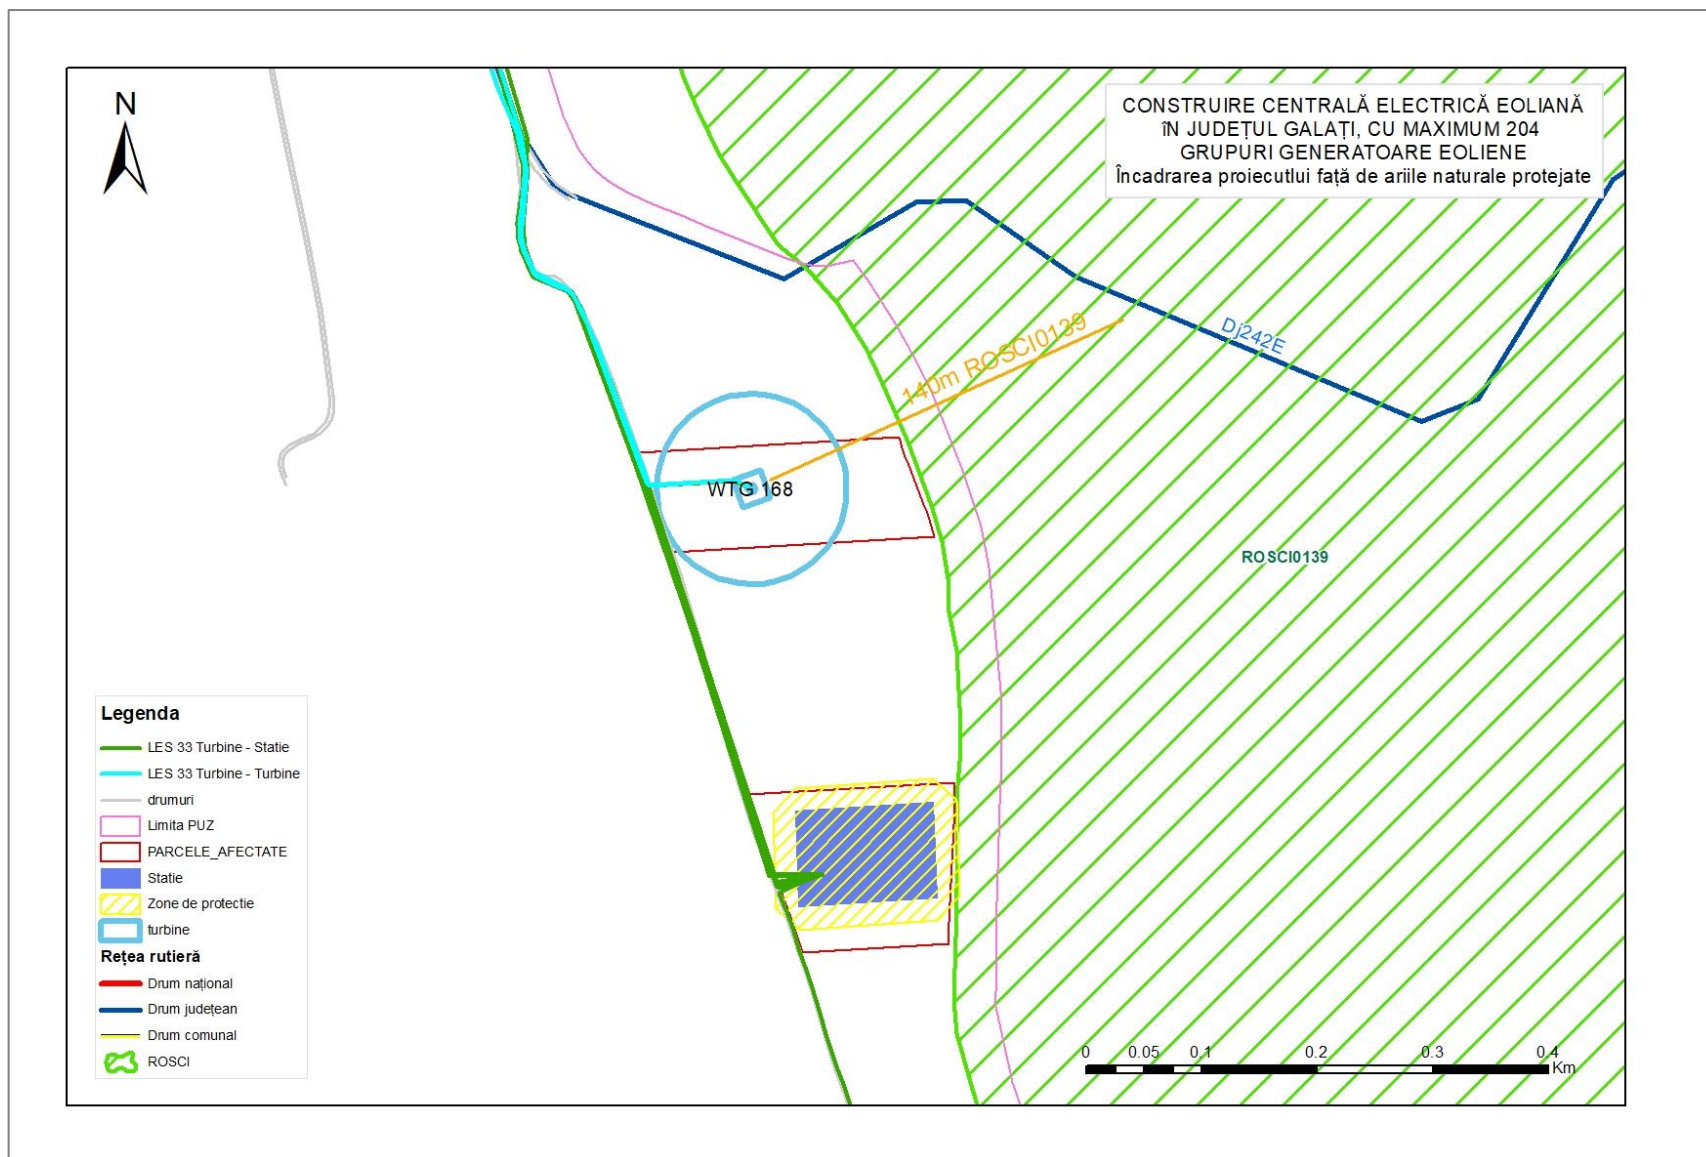 N
CONSTRUIRE CENTRALĂ ELECTRICĂ EOLIANĂ
ÎN JUDEȚUL GALAȚI, CU MAXIMUM 204
GRUPURI GENERATOARE EOLIENE
Încadrarea proiecutlui față de ariile naturale protejate
Dj242E
140m ROSCI0139
WTG 168
ROSCI0139
Legenda
LES 33 Turbine - Statie
LES 33 Turbine - Turbine
drumuri
Limita PUZ
PARCELE_AFECTATE
Statie
Zone de protectie
turbine
Rețea rutieră
Drum național
Drum județean
Drum comunal
ROSCI
0 0.05 0.1 0.2 0.3 0.4
Km